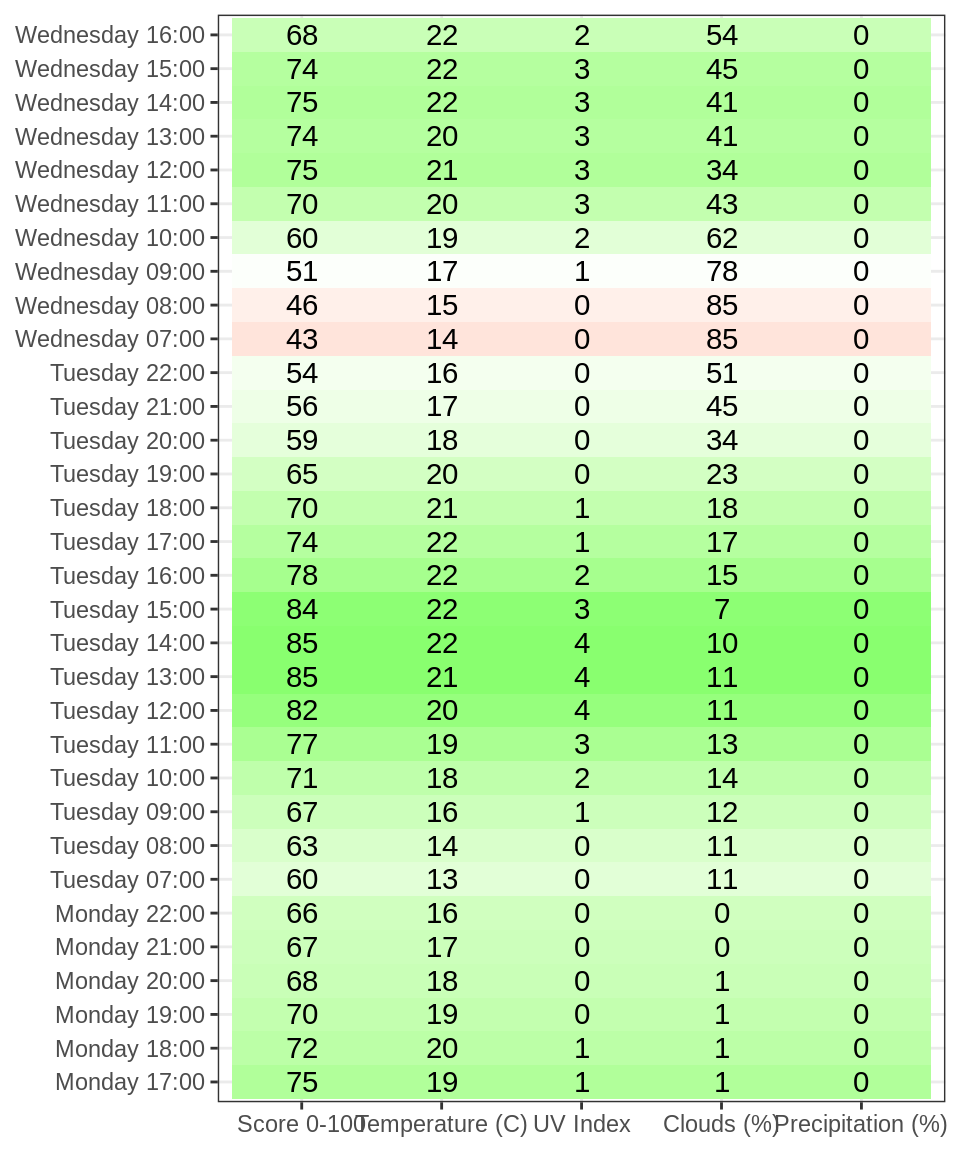 Wednesday 16:00 68 22 2 54 0
Wednesday 15:00 74 22 3 45 0
Wednesday 14:00 75 22 3 41 0
Wednesday 13:00 74 20 3 41 0
Wednesday 12:00 75 21 3 34 0
Wednesday 11:00 70 20 3 43 0
Wednesday 10:00 60 19 2 62 0
Wednesday 09:00 51 17 1 78 0
Wednesday 08:00 46 15 0 85 0
Wednesday 07:00 43 14 0 85 0
Tuesday 22:00 54 16 0 51 0
Tuesday 21:00 56 17 0 45 0
Tuesday 20:00 59 18 0 34 0
Tuesday 19:00 65 20 0 23 0
Tuesday 18:00 70 21 1 18 0
Tuesday 17:00 74 22 1 17 0
Tuesday 16:00 78 22 2 15 0
Tuesday 15:00 84 22 3 7 0
Tuesday 14:00 85 22 4 10 0
Tuesday 13:00 85 21 4 11 0
Tuesday 12:00 82 20 4 11 0
Tuesday 11:00 77 19 3 13 0
Tuesday 10:00 71 18 2 14 0
Tuesday 09:00 67 16 1 12 0
Tuesday 08:00 63 14 0 11 0
Tuesday 07:00 60 13 0 11 0
Monday 22:00 66 16 0 0 0
Monday 21:00 67 17 0 0 0
Monday 20:00 68 18 0 1 0
Monday 19:00 70 19 0 1 0
Monday 18:00 72 20 1 1 0
Monday 17:00 75 19 1 1 0
Score 0-100 Temperature (C) UV Index Clouds (%) Precipitation (%)